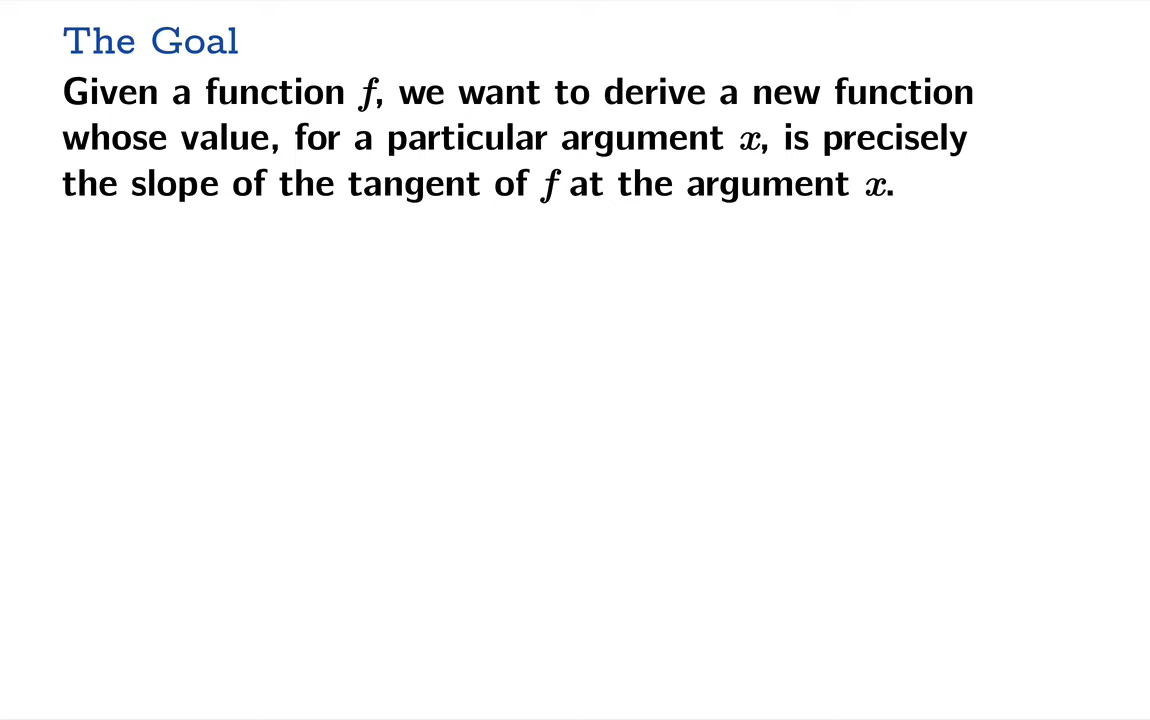 The Goal
Given a function f, we want to derive a new function
whose value, for a particular argument x, is precisely
the slope of the tangent of f at the argument x.